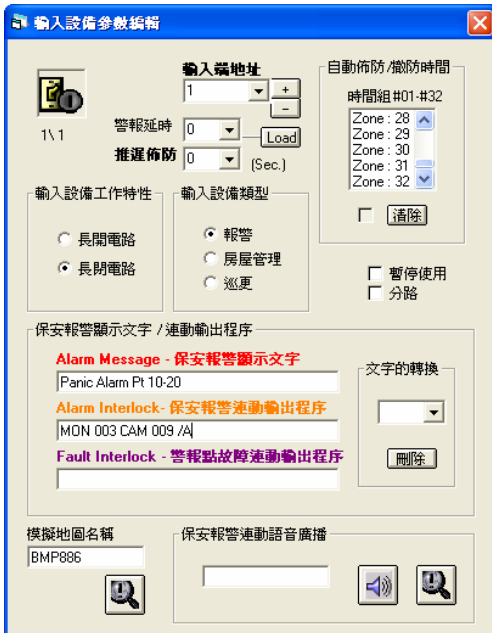 輸入設備參數編輯
輸入端地址
1
+
-
1\ 1
警報延時 0
Load
推遲佈防 0
(Sec.)
自動佈防/撤防時間
時間組#01-#32
Zone : 28
Zone : 29
Zone : 30
Zone : 31
Zone : 32
清除
輸入設備工作特性
長開電路
長閉電路
輸入設備類型
報警
房屋管理
巡更
暫停使用
分路
保安報警顯示文字 / 連動輸出程序
Alarm Message - 保安報警顯示文字
Panic Alarm Pt 10-20
Alarm Interlock- 保安報警連動輸出程序
MON 003 CAM 009 /A
Fault Interlock - 警報點故障連動輸出程序
文字的轉換
刪除
模擬地圖名稱
BMP886
保安報警連動語音廣播